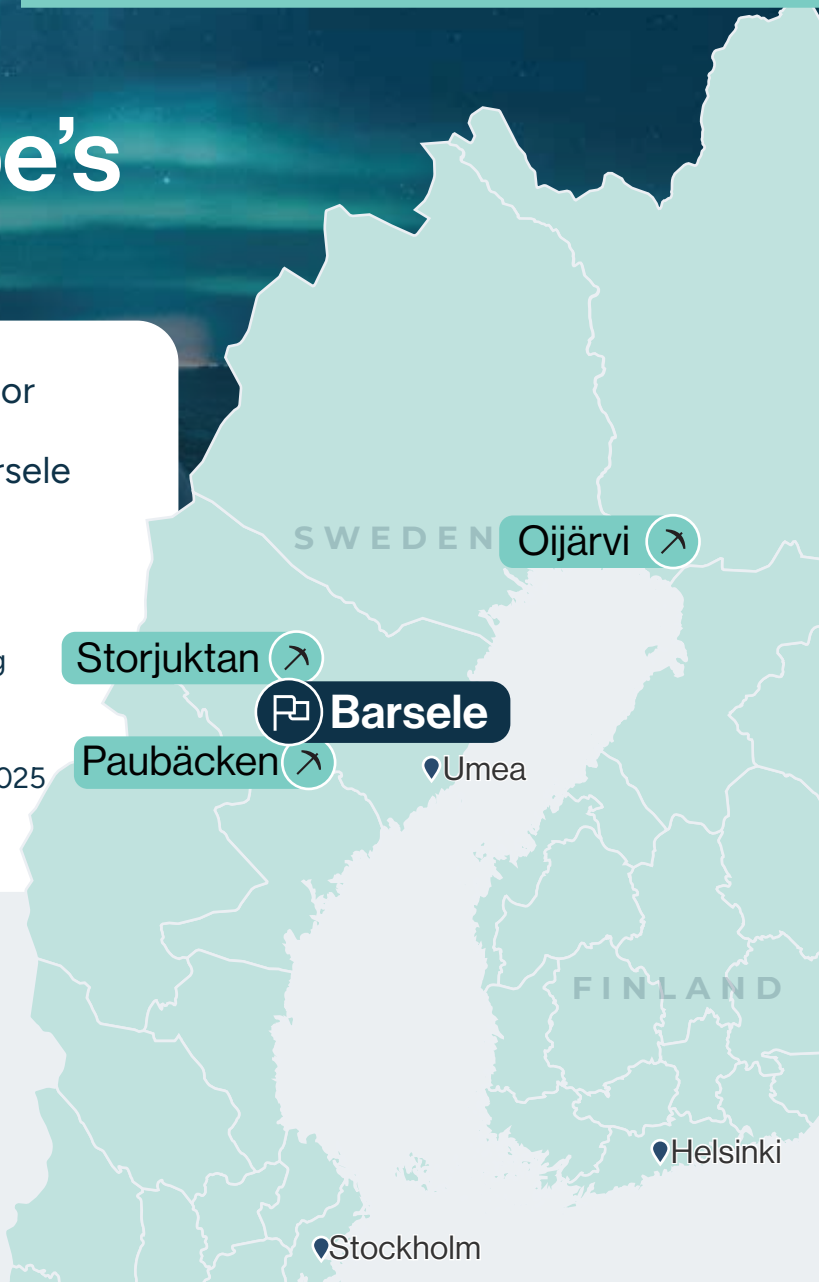 e's
or
rsele
SWEDEN
Oijärvi
Storjuktan
g
Barsele
Paubäcken
Umea
025
FINLAND
Helsinki
Stockholm